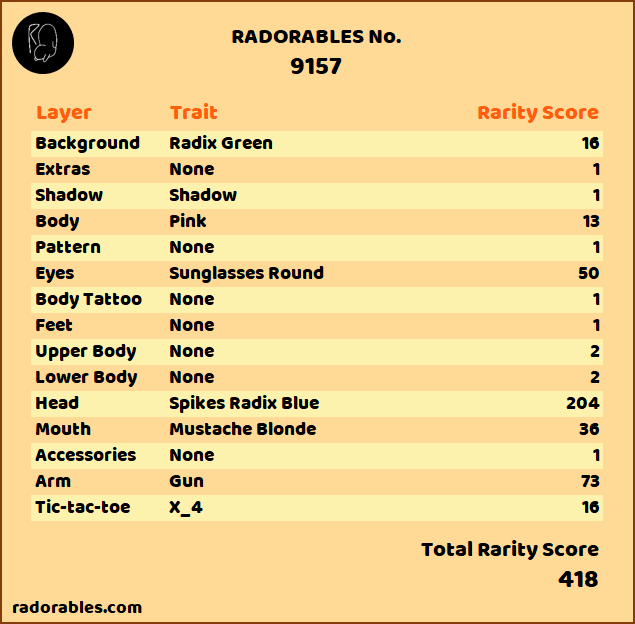 RADORABLES No.
9157
Layer Trait Rarity Score
Background Radix Green 16
Extras None 1
Shadow Shadow 1
Body Pink 13
Pattern None 1
Eyes Sunglasses Round 50
Body Tattoo None 1
Feet None 1
Upper Body None 2
Lower Body None 2
Head Spikes Radix Blue 204
Mouth Mustache Blonde 36
Accessories None 1
Arm Gun 73
Tic-tac-toe X_4 16
Total Rarity Score
418
radorables.com